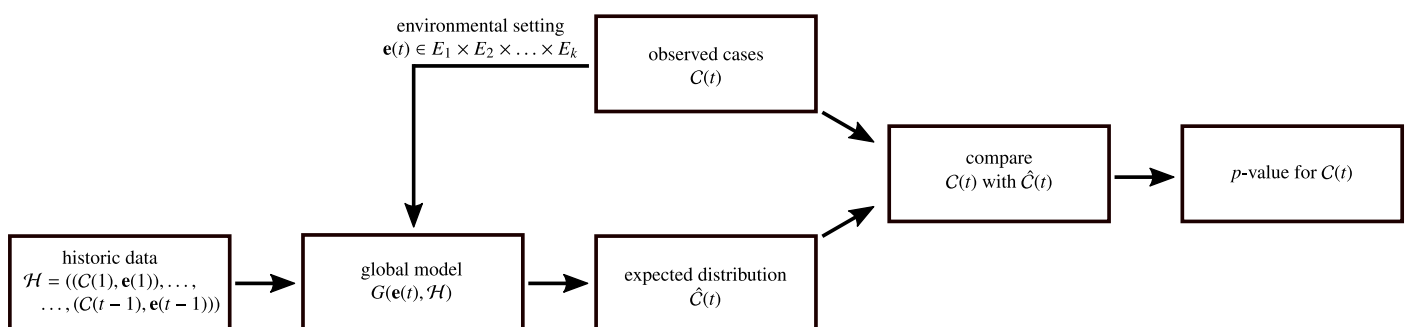 environmental setting
𝐞(t) ∈ E₁ × E₂ × … × Eₖ
observed cases
𝒞(t)
compare
𝒞(t) with 𝒞̂(t)
p-value for 𝒞(t)
historic data
ℋ = ((𝒞(1), 𝐞(1)), …,
…, (𝒞(t − 1), 𝐞(t − 1)))
global model
G(𝐞(t), ℋ)
expected distribution
𝒞̂(t)